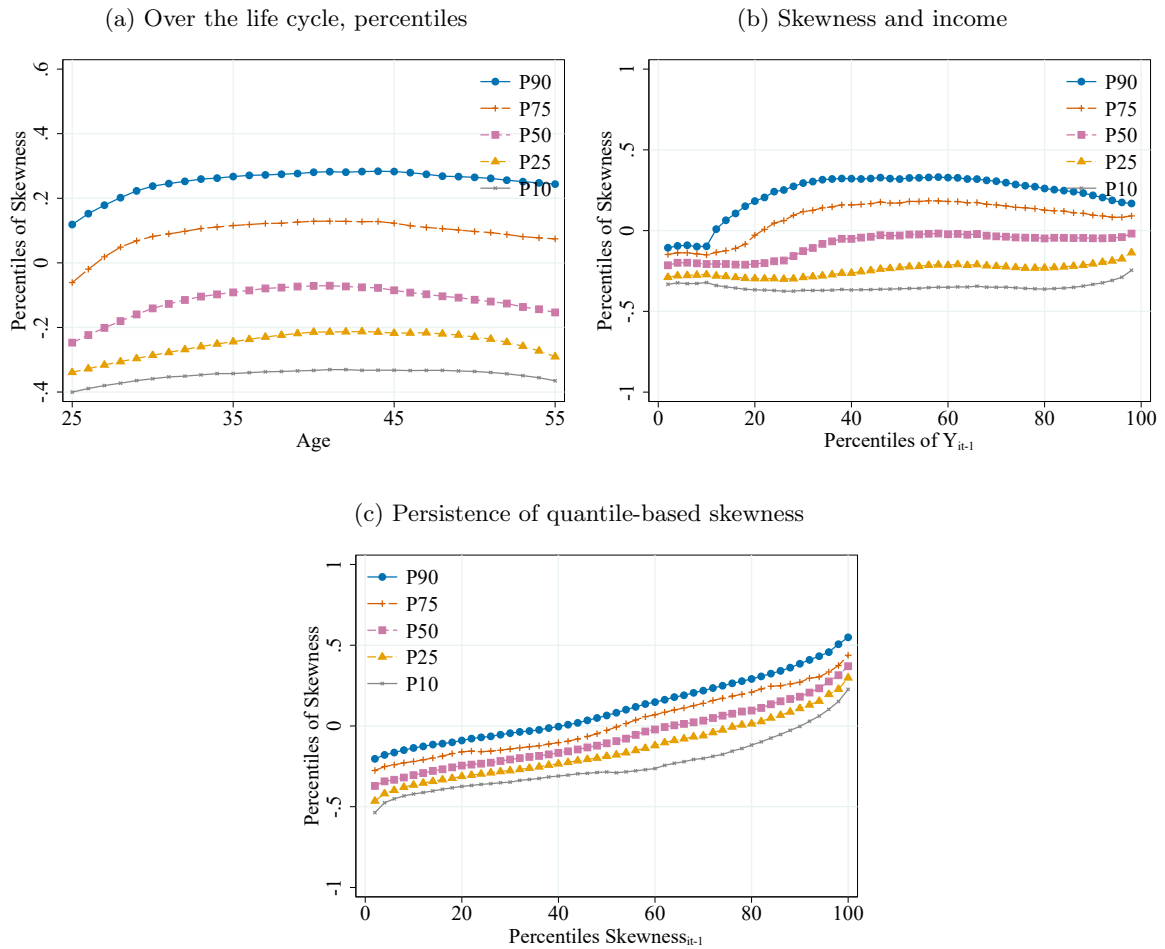 (a) Over the life cycle, percentiles
Percentiles of Skewness
.6
.4
.2
0
-.2
-.4
25
35
45
55
Age
P90
P75
P50
P25
P10
(b) Skewness and income
Percentiles of Skewness
1
.5
0
-.5
-1
0
20
40
60
80
100
Percentiles of Y it-1
P90
P75
P50
P25
P10
(c) Persistence of quantile-based skewness
Percentiles of Skewness
1
.5
0
-.5
-1
0
20
40
60
80
100
Percentiles Skewness it-1
P90
P75
P50
P25
P10